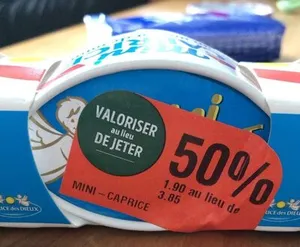 VALORISER
au lieu
DE JETER
50%
1.90 au lieu de
3.85
MINI-CAPRICE